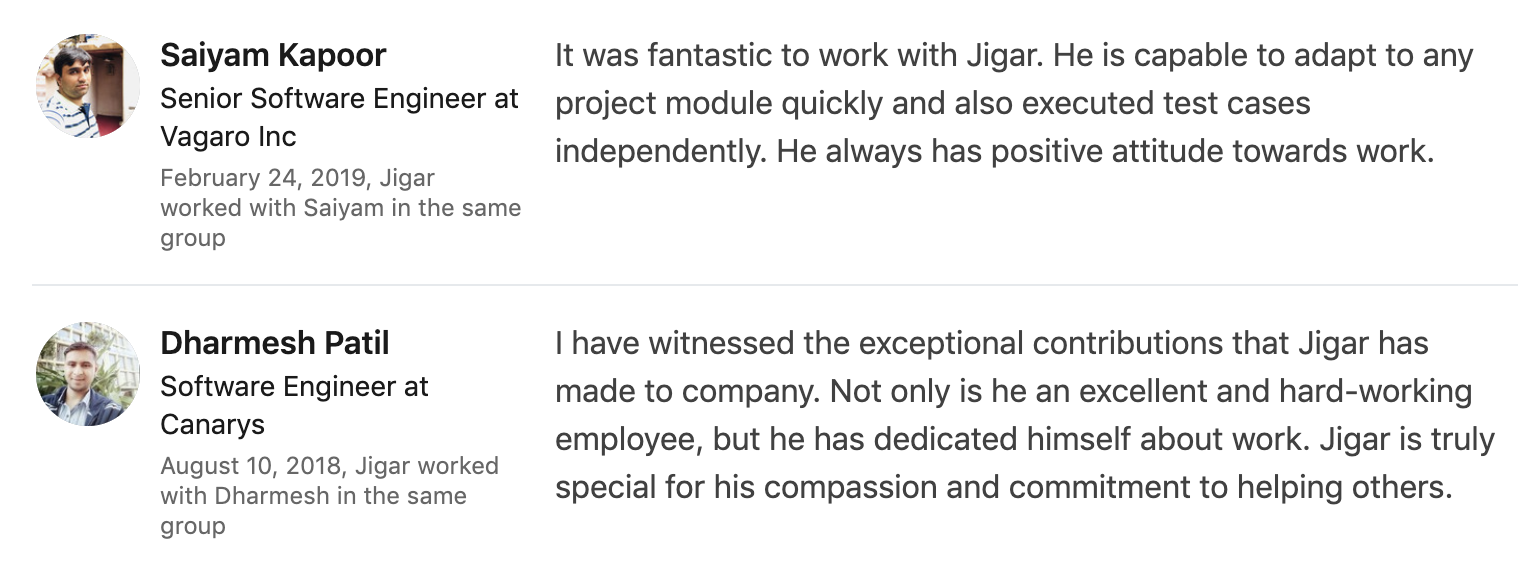 Saiyam Kapoor
Senior Software Engineer at
Vagaro Inc
February 24, 2019, Jigar
worked with Saiyam in the same
group
It was fantastic to work with Jigar. He is capable to adapt to any
project module quickly and also executed test cases
independently. He always has positive attitude towards work.
Dharmesh Patil
Software Engineer at
Canarys
August 10, 2018, Jigar worked
with Dharmesh in the same
group
I have witnessed the exceptional contributions that Jigar has
made to company. Not only is he an excellent and hard-working
employee, but he has dedicated himself about work. Jigar is truly
special for his compassion and commitment to helping others.